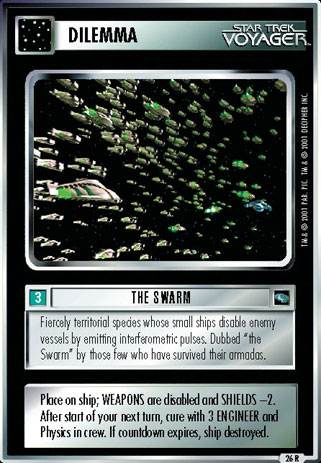 DILEMMA
STAR TREK
VOYAGER™
TM & © 2001 PAR. PIC. TM & © 2001 DECIPHER INC.
3
THE SWARM
Fiercely territorial species whose small ships disable enemy
vessels by emitting interferometric pulses. Dubbed “the
Swarm” by those few who have survived their armadas.
Place on ship; WEAPONS are disabled and SHIELDS –2.
After start of your next turn, cure with 3 ENGINEER and
Physics in crew. If countdown expires, ship destroyed.
26 R